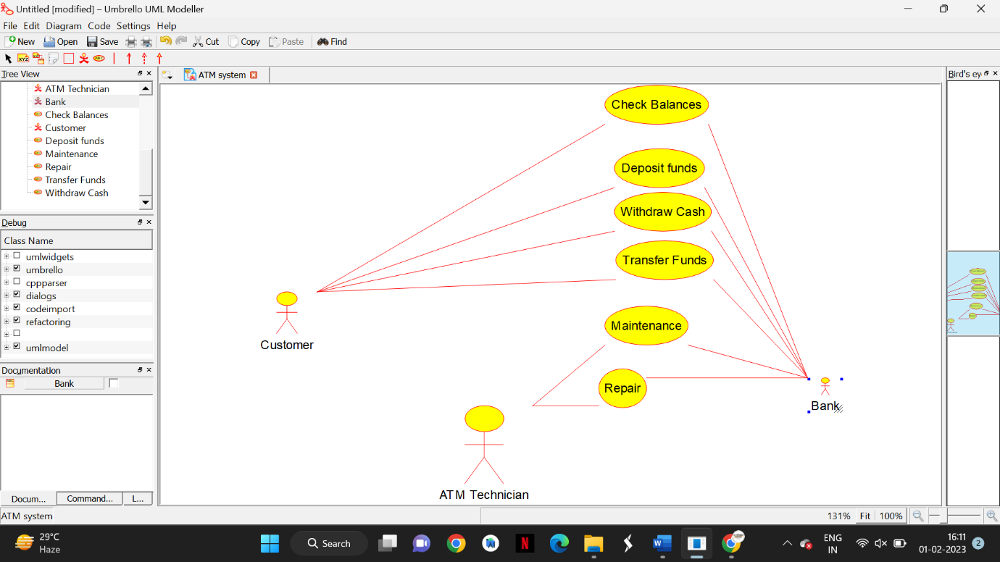 Untitled [modified] – Umbrello UML Modeller
File Edit Diagram Code Settings Help
New Open Save Cut Copy Paste Find
Tree View
ATM system
Bird's ey
ATM Technician
Bank
Check Balances
Customer
Deposit funds
Maintenance
Repair
Transfer Funds
Withdraw Cash
Debug
Class Name
umlwidgets
umbrello
cppparser
dialogs
codeimport
refactoring
umlmodel
Documentation
Bank
Docum... Command... L...
Check Balances
Deposit funds
Withdraw Cash
Transfer Funds
Customer
Maintenance
Repair
Bank
ATM Technician
ATM system
131% Fit 100%
29°C
Haze
Search
ENG
IN
16:11
01-02-2023
2